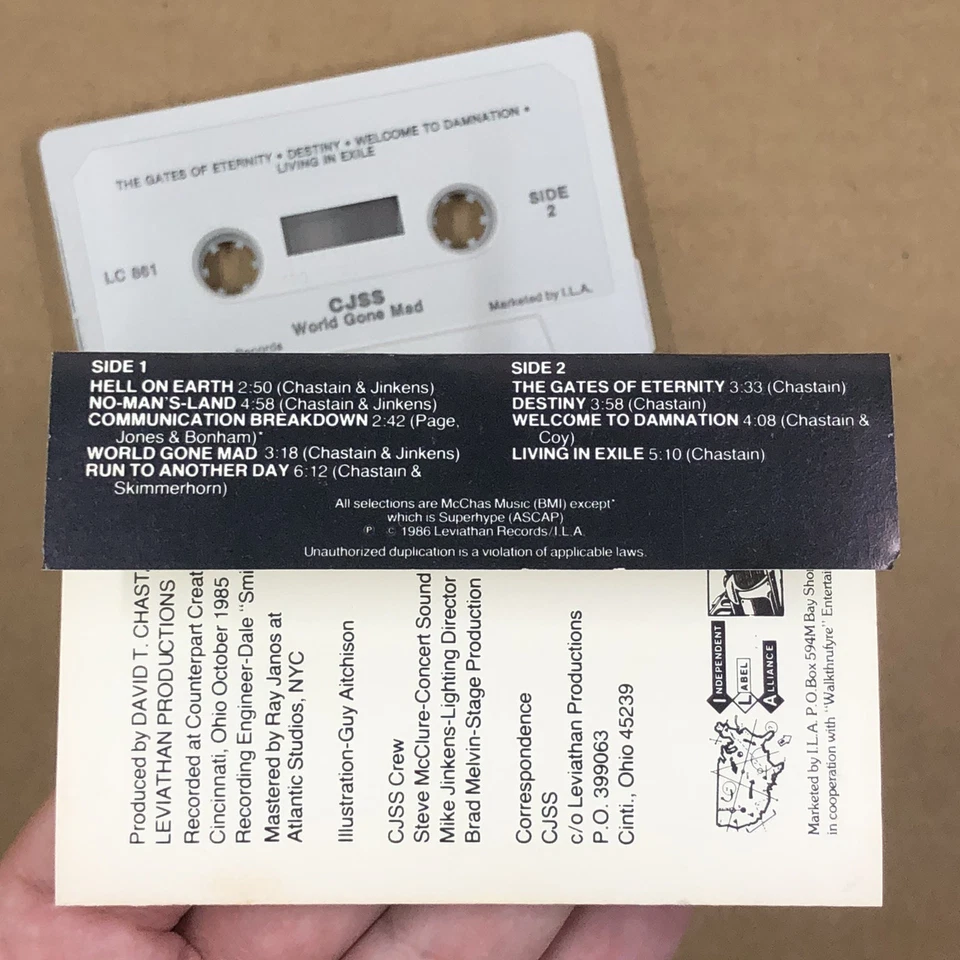 THE GATES OF ETERNITY • DESTINY • WELCOME TO DAMNATION •
LIVING IN EXILE
SIDE
2
LC 861
CJSS
World Gone Mad
Marketed by I.L.A.
Records
SIDE 1
HELL ON EARTH 2:50 (Chastain & Jinkens)
NO-MAN'S-LAND 4:58 (Chastain & Jinkens)
COMMUNICATION BREAKDOWN 2:42 (Page,
Jones & Bonham)*
WORLD GONE MAD 3:18 (Chastain & Jinkens)
RUN TO ANOTHER DAY 6:12 (Chastain &
Skimmerhorn)
SIDE 2
THE GATES OF ETERNITY 3:33 (Chastain)
DESTINY 3:58 (Chastain)
WELCOME TO DAMNATION 4:08 (Chastain &
Coy)
LIVING IN EXILE 5:10 (Chastain)
All selections are McChas Music (BMI) except*
which is Superhype (ASCAP)
℗ © 1986 Leviathan Records/I.L.A.
Unauthorized duplication is a violation of applicable laws.
Produced by DAVID T. CHAST
LEVIATHAN PRODUCTIONS
Recorded at Counterpart Creat
Cincinnati, Ohio October 1985
Recording Engineer-Dale "Smi
Mastered by Ray Janos at
Atlantic Studios, NYC
Illustration-Guy Aitchison
CJSS Crew
Steve McClure-Concert Sound
Mike Jinkens-Lighting Director
Brad Melvin-Stage Production
Correspondence
CJSS
c/o Leviathan Productions
P.O. 399063
Cinti., Ohio 45239
INDEPENDENT
LABEL
ALLIANCE
Marketed by I.L.A. P.O. Box 594M Bay Shor
in cooperation with "Walkthrufyre" Entertai